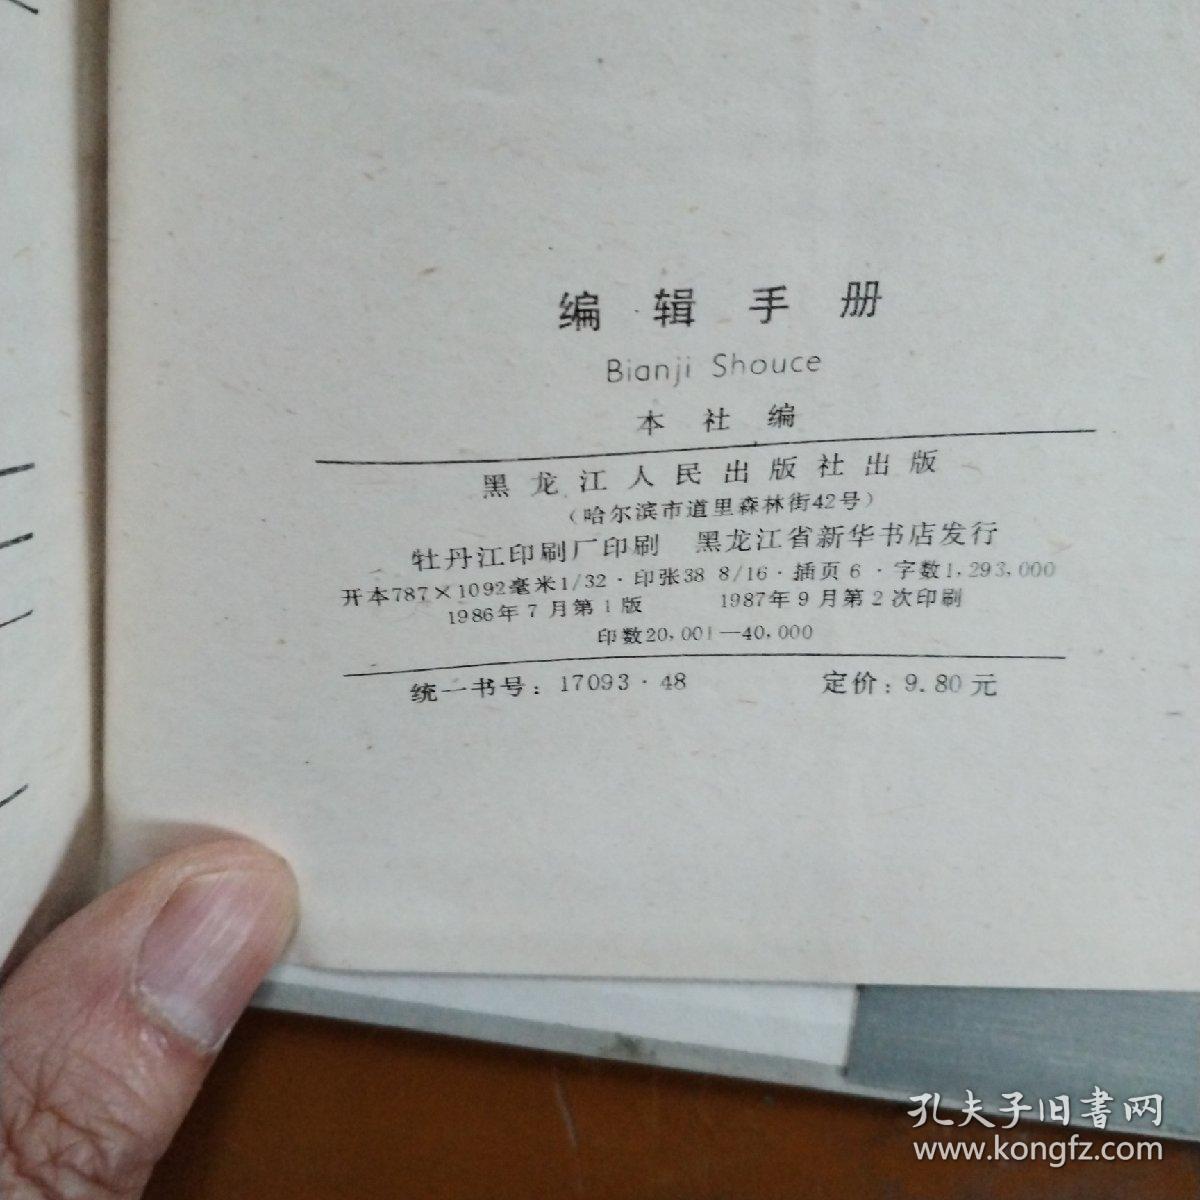 编辑手册
Bianji Shouce
本社编
黑龙江人民出版社出版
（哈尔滨市道里森林街42号）
牡丹江印刷厂印刷 黑龙江省新华书店发行
开本787×1092毫米1/32·印张38 8/16·插页6·字数1,293,000
1986年7月第1版 1987年9月第2次印刷
印数20,001—40,000
统一书号：17093·48 定价：9.80元
孔夫子旧書网
www.kongfz.com